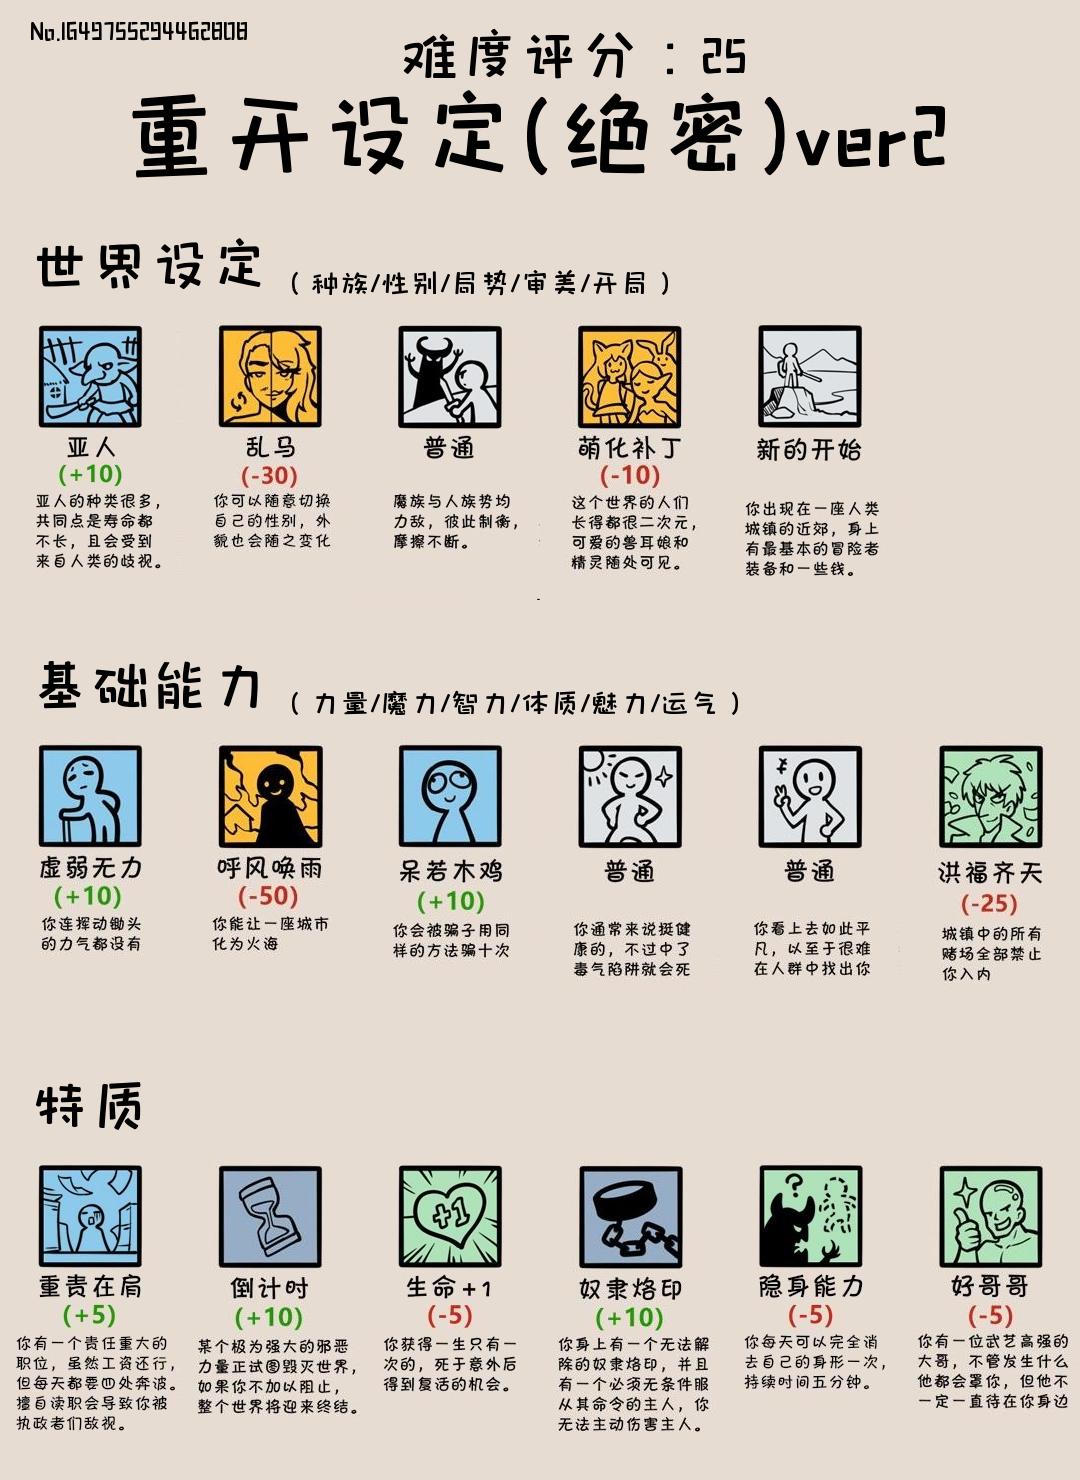 No.1649755294462808
难度评分：25
重开设定(绝密)ver2
世界设定（种族/性别/局势/审美/开局）
亚人
(+10)
亚人的种类很多，
共同点是寿命都
不长，且会受到
来自人类的歧视。
乱马
(-30)
你可以随意切换
自己的性别，外
貌也会随之变化
普通
魔族与人族势均
力敌，彼此制衡，
摩擦不断。
萌化补丁
(-10)
这个世界的人们
长得都很二次元，
可爱的兽耳娘和
精灵随处可见。
新的开始
你出现在一座人类
城镇的近郊，身上
有最基本的冒险者
装备和一些钱。
基础能力（力量/魔力/智力/体质/魅力/运气）
虚弱无力
(+10)
你连挥动锄头
的力气都没有
呼风唤雨
(-50)
你能让一座城市
化为火海
呆若木鸡
(+10)
你会被骗子用同
样的方法骗十次
普通
你通常来说挺健
康的，不过中了
毒气陷阱就会死
普通
你看上去如此平
凡，以至于很难
在人群中找出你
洪福齐天
(-25)
城镇中的所有
赌场全部禁止
你入内
特质
重责在肩
(+5)
你有一个责任重大的
职位，虽然工资还行，
但每天都要四处奔波。
擅自渎职会导致你被
执政者们敌视。
倒计时
(+10)
某个极为强大的邪恶
力量正试图毁灭世界，
如果你不加以阻止，
整个世界将迎来终结。
+1
生命+1
(-5)
你获得一生只有一
次的，死于意外后
得到复活的机会。
奴隶烙印
(+10)
你身上有一个无法解
除的奴隶烙印，并且
有一个必须无条件服
从其命令的主人，你
无法主动伤害主人。
?
隐身能力
(-5)
你每天可以完全消
去自己的身形一次，
持续时间五分钟。
好哥哥
(-5)
你有一位武艺高强的
大哥，不管发生什么
他都会罩你，但他不
一定一直待在你身边